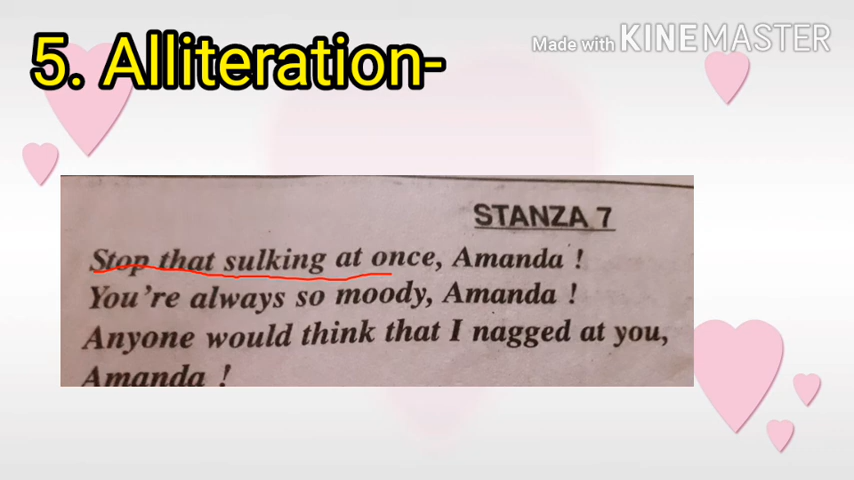 5. Alliteration-
Made with KINEMASTER
STANZA 7
Stop that sulking at once, Amanda !
You're always so moody, Amanda !
Anyone would think that I nagged at you,
Amanda !